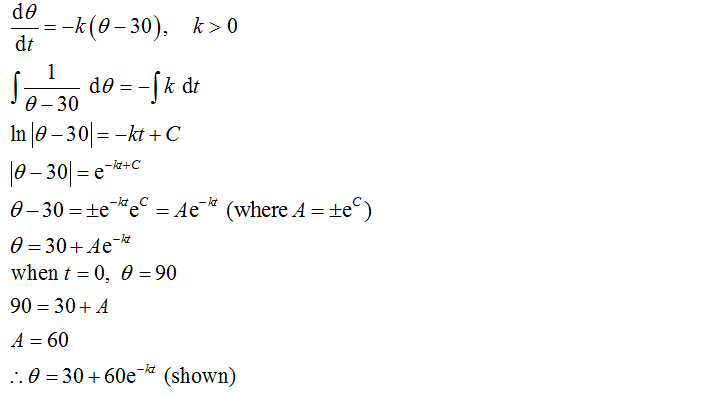 dθ/dt = −k(θ − 30),  k > 0
∫ 1/(θ − 30) dθ = −∫ k dt
ln|θ − 30| = −kt + C
|θ − 30| = e^(−kt+C)
θ − 30 = ±e^(−kt) e^C = Ae^(−kt) (where A = ±e^C)
θ = 30 + Ae^(−kt)
when t = 0, θ = 90
90 = 30 + A
A = 60
∴ θ = 30 + 60e^(−kt) (shown)